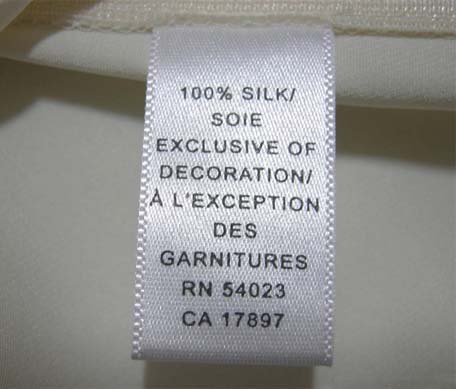 100% SILK/
SOIE
EXCLUSIVE OF
DECORATION/
À L'EXCEPTION
DES
GARNITURES
RN 54023
CA 17897